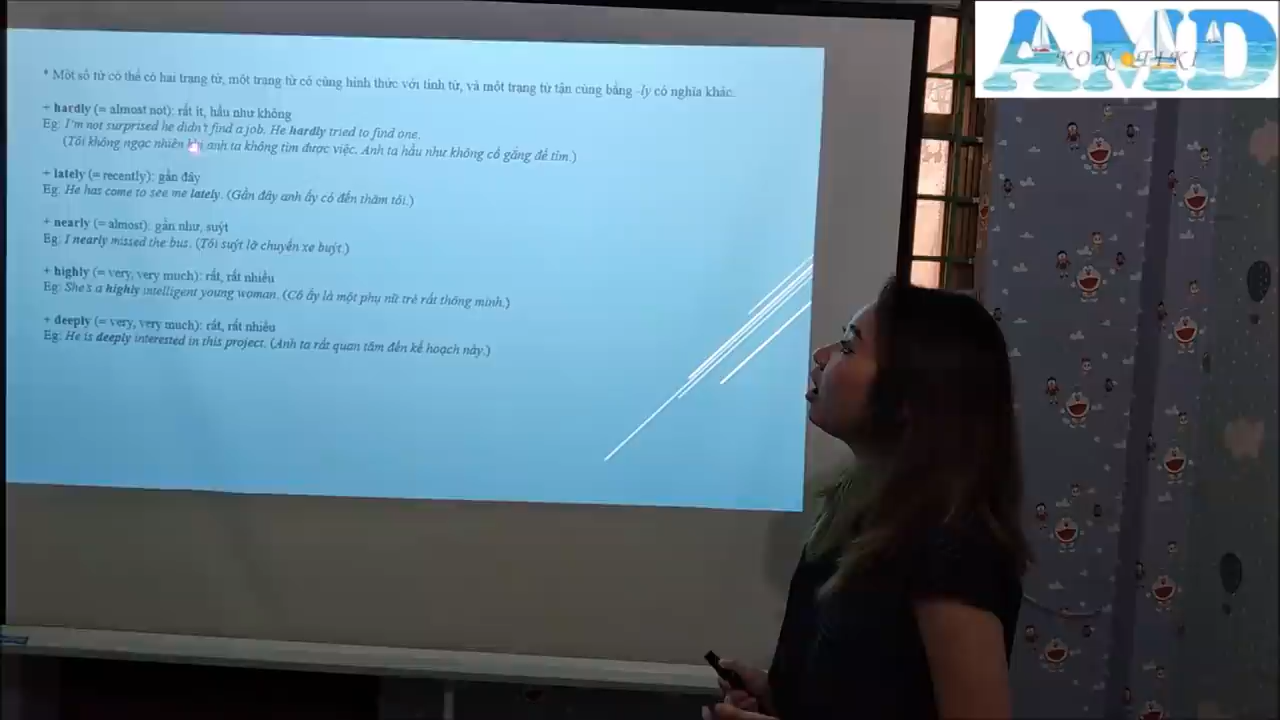 * Một số từ có thể có hai trạng từ, một trạng từ có cùng hình thức với tính từ, và một trạng từ tận cùng bằng -ly có nghĩa khác.
+ hardly (= almost not): rất ít, hầu như không
Eg: I'm not surprised he didn't find a job. He hardly tried to find one.
(Tôi không ngạc nhiên khi anh ta không tìm được việc. Anh ta hầu như không cố gắng để tìm.)
+ lately (= recently): gần đây
Eg: He has come to see me lately. (Gần đây anh ấy có đến thăm tôi.)
+ nearly (= almost): gần như, suýt
Eg: I nearly missed the bus. (Tôi suýt lỡ chuyến xe buýt.)
+ highly (= very, very much): rất, rất nhiều
Eg: She's a highly intelligent young woman. (Cô ấy là một phụ nữ trẻ rất thông minh.)
+ deeply (= very, very much): rất, rất nhiều
Eg: He is deeply interested in this project. (Anh ta rất quan tâm đến kế hoạch này.)
AMD
KON TIKI